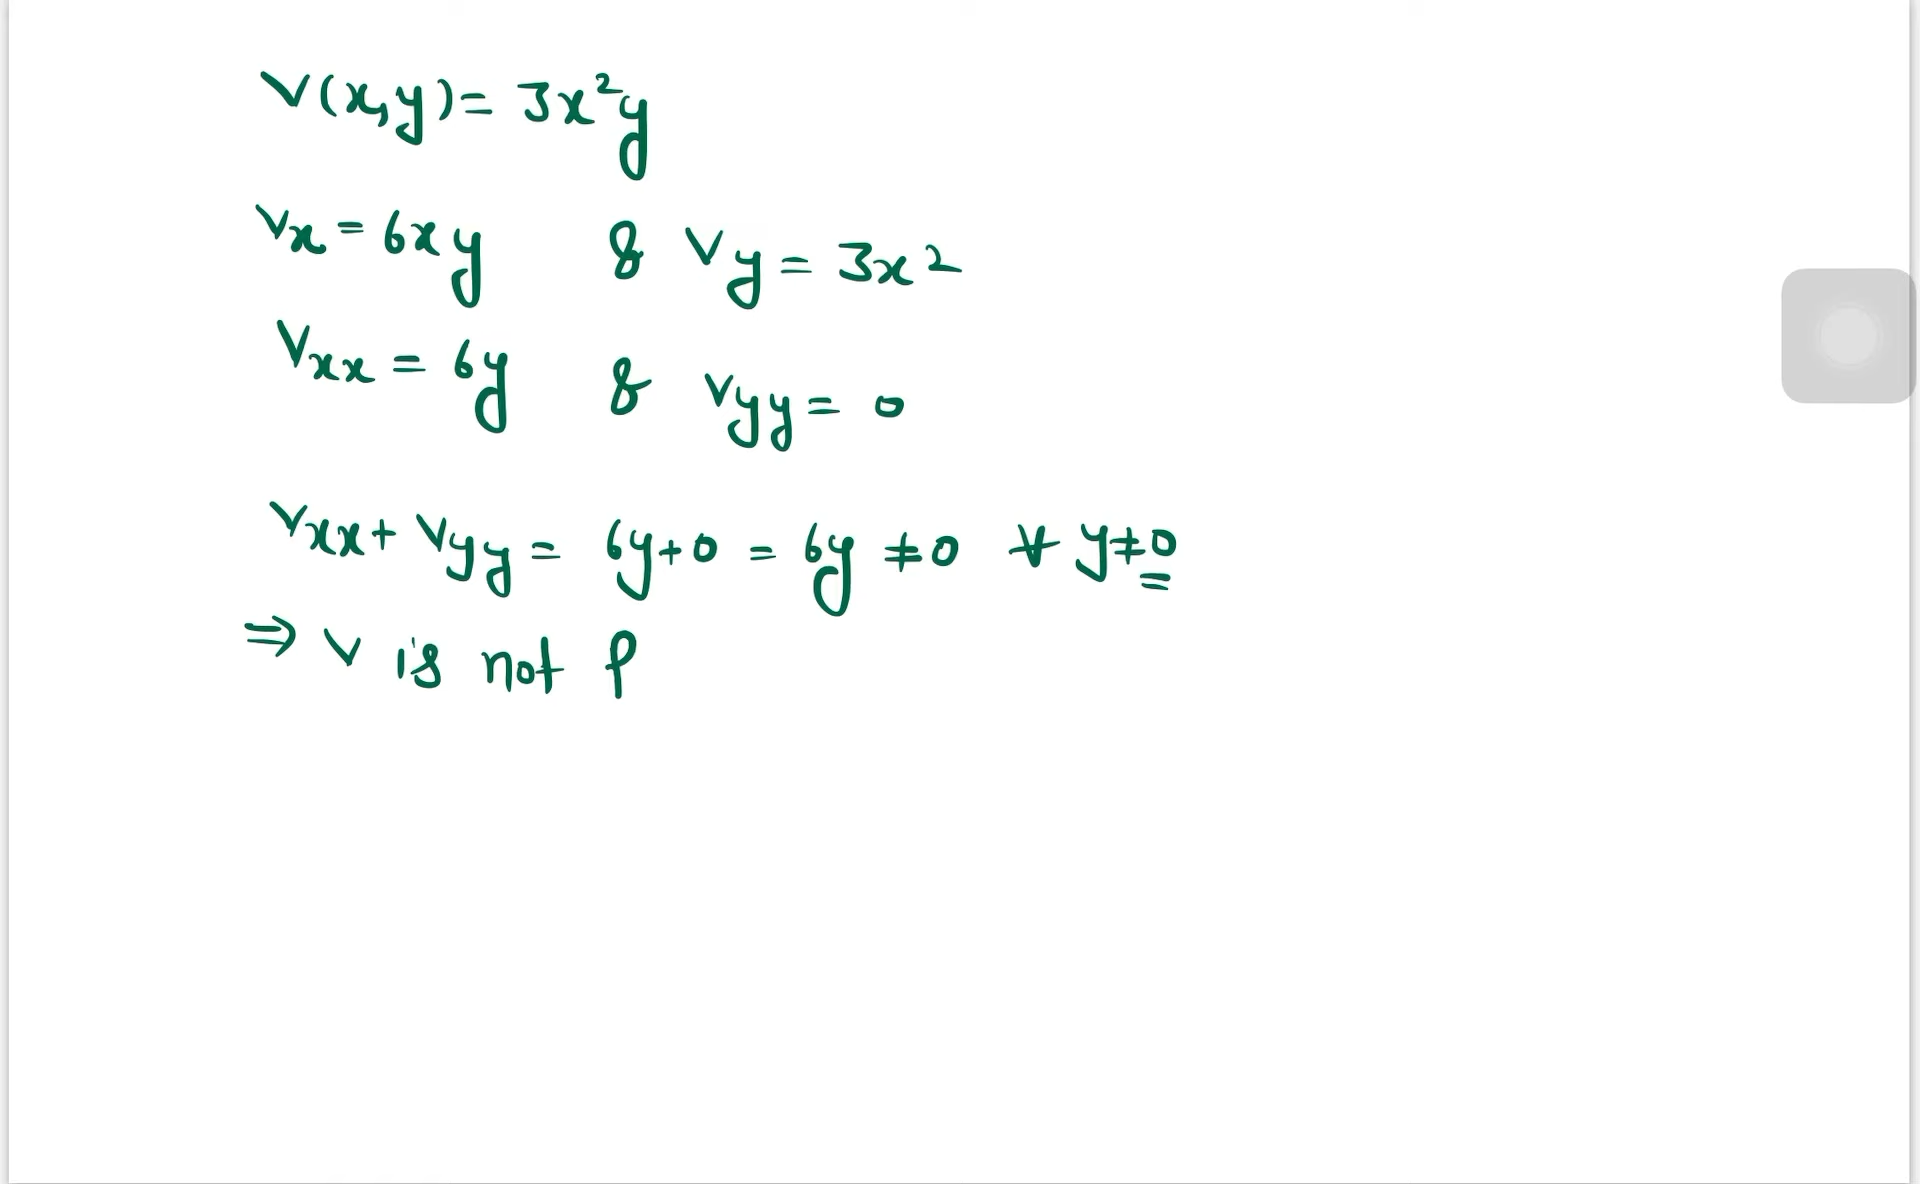 V(x,y) = 3x²y
Vx = 6xy & Vy = 3x²
Vxx = 6y & Vyy = 0
Vxx + Vyy = 6y+0 = 6y ≠0 ∀ y≠0
⇒ V is not p